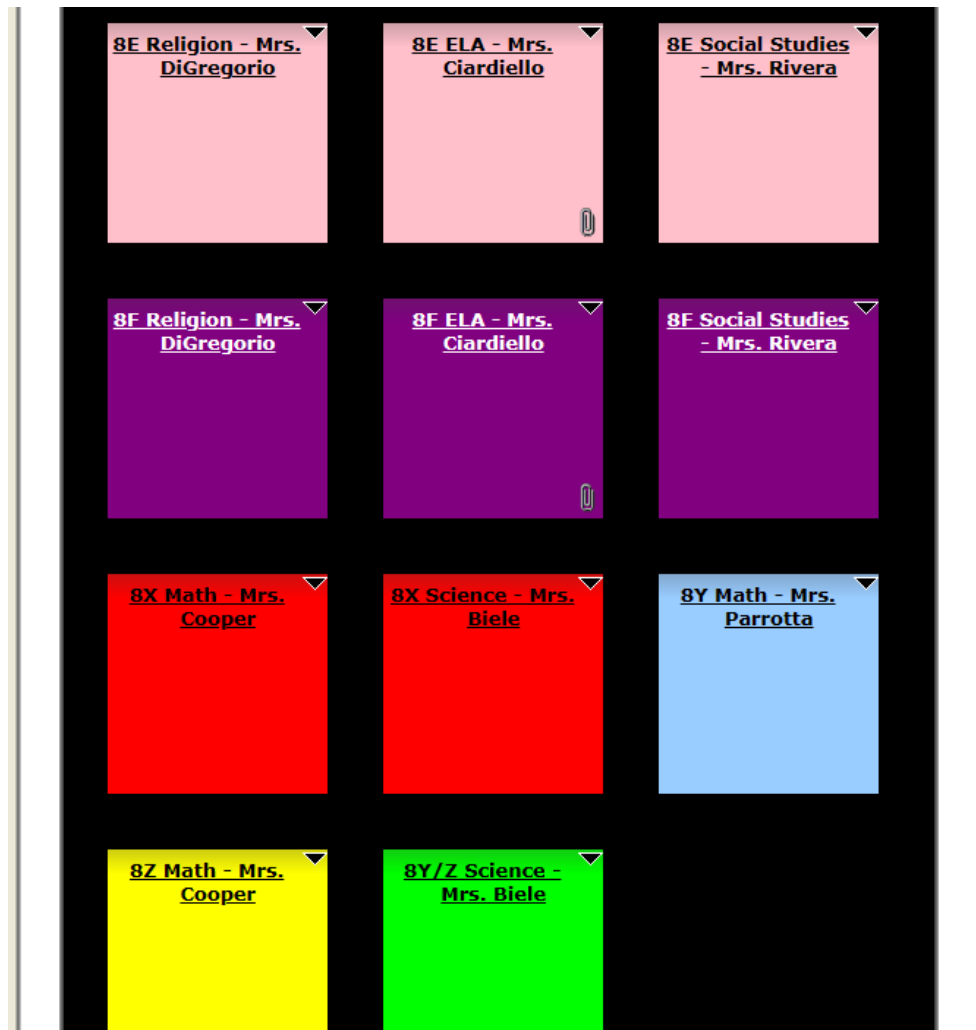 8E Religion - Mrs.
DiGregorio
8E ELA - Mrs.
Ciardiello
8E Social Studies
- Mrs. Rivera
8F Religion - Mrs.
DiGregorio
8F ELA - Mrs.
Ciardiello
8F Social Studies
- Mrs. Rivera
8X Math - Mrs.
Cooper
8X Science - Mrs.
Biele
8Y Math - Mrs.
Parrotta
8Z Math - Mrs.
Cooper
8Y/Z Science -
Mrs. Biele